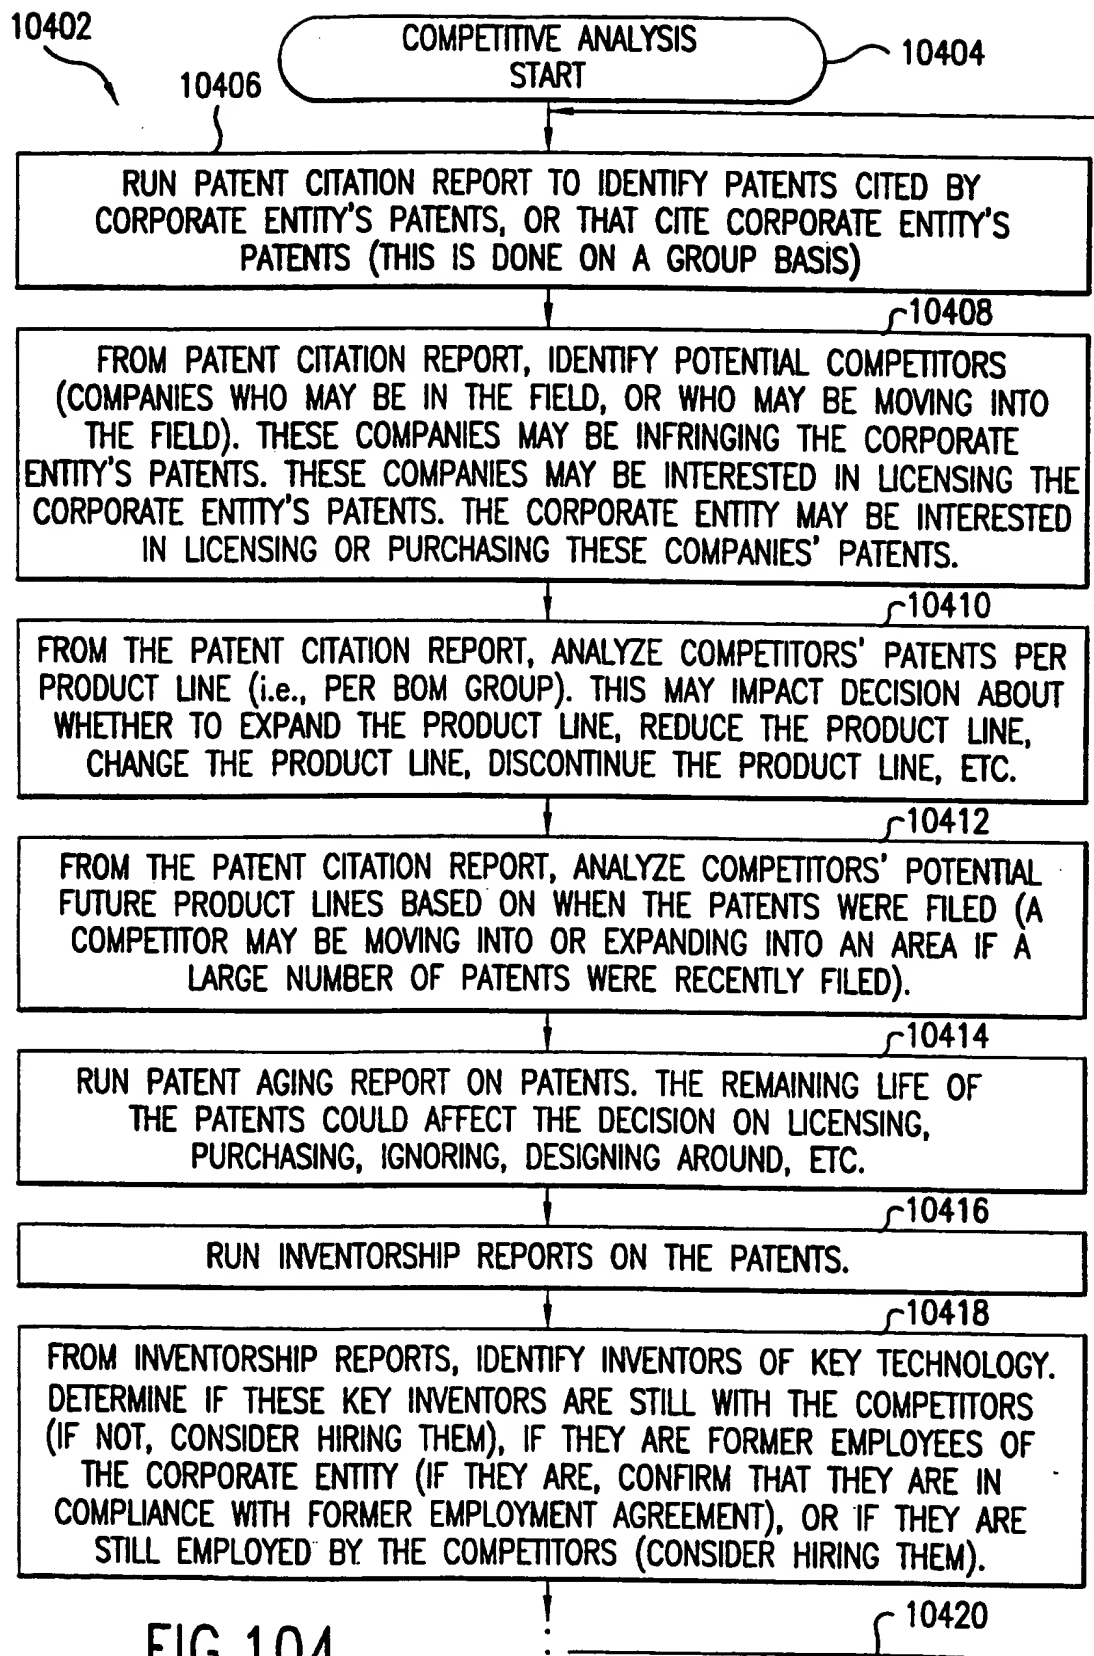 10402
COMPETITIVE ANALYSIS
START
10404
10406
RUN PATENT CITATION REPORT TO IDENTIFY PATENTS CITED BY
CORPORATE ENTITY'S PATENTS, OR THAT CITE CORPORATE ENTITY'S
PATENTS (THIS IS DONE ON A GROUP BASIS)
10408
FROM PATENT CITATION REPORT, IDENTIFY POTENTIAL COMPETITORS
(COMPANIES WHO MAY BE IN THE FIELD, OR WHO MAY BE MOVING INTO
THE FIELD). THESE COMPANIES MAY BE INFRINGING THE CORPORATE
ENTITY'S PATENTS. THESE COMPANIES MAY BE INTERESTED IN LICENSING THE
CORPORATE ENTITY'S PATENTS. THE CORPORATE ENTITY MAY BE INTERESTED
IN LICENSING OR PURCHASING THESE COMPANIES' PATENTS.
10410
FROM THE PATENT CITATION REPORT, ANALYZE COMPETITORS' PATENTS PER
PRODUCT LINE (i.e., PER BOM GROUP). THIS MAY IMPACT DECISION ABOUT
WHETHER TO EXPAND THE PRODUCT LINE, REDUCE THE PRODUCT LINE,
CHANGE THE PRODUCT LINE, DISCONTINUE THE PRODUCT LINE, ETC.
10412
FROM THE PATENT CITATION REPORT, ANALYZE COMPETITORS' POTENTIAL
FUTURE PRODUCT LINES BASED ON WHEN THE PATENTS WERE FILED (A
COMPETITOR MAY BE MOVING INTO OR EXPANDING INTO AN AREA IF A
LARGE NUMBER OF PATENTS WERE RECENTLY FILED).
10414
RUN PATENT AGING REPORT ON PATENTS. THE REMAINING LIFE OF
THE PATENTS COULD AFFECT THE DECISION ON LICENSING,
PURCHASING, IGNORING, DESIGNING AROUND, ETC.
10416
RUN INVENTORSHIP REPORTS ON THE PATENTS.
10418
FROM INVENTORSHIP REPORTS, IDENTIFY INVENTORS OF KEY TECHNOLOGY.
DETERMINE IF THESE KEY INVENTORS ARE STILL WITH THE COMPETITORS
(IF NOT, CONSIDER HIRING THEM), IF THEY ARE FORMER EMPLOYEES OF
THE CORPORATE ENTITY (IF THEY ARE, CONFIRM THAT THEY ARE IN
COMPLIANCE WITH FORMER EMPLOYMENT AGREEMENT), OR IF THEY ARE
STILL EMPLOYED BY THE COMPETITORS (CONSIDER HIRING THEM).
10420
FIG.104